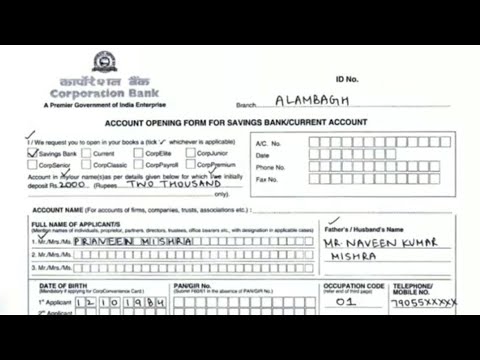 कार्पोरेशन बैंक
Corporation Bank
A Premier Government of India Enterprise
ID No.
Branch ALAMBAGH
ACCOUNT OPENING FORM FOR SAVINGS BANK/CURRENT ACCOUNT
I / We request you to open in your books a (tick ✓ whichever is applicable)
✓ Savings Bank Current CorpElite CorpJunior
CorpSenior CorpClassic CorpPayroll CorpPremium
Account in my/our name(s)as per details given below for which I/we initially
deposit Rs. 2000 (Rupees TWO THOUSAND
only).
A/C. No.
Date
Phone No.
Fax No.
ACCOUNT NAME (For accounts of firms, companies, trusts, associations etc.) :
FULL NAME OF APPLICANT/S
(Mention names of individuals, proprietor, partners, directors, trustees, office bearers etc., with designation in applicable cases)
1. Mr./Mrs./Ms. PRAVEEN MISHRA
2. Mr./Mrs./Ms.
3. Mr./Mrs./Ms.
Father's / Husband's Name
MR. NAVEEN KUMAR
MISHRA
DATE OF BIRTH
(Mandatory if applying for CorpConvenience Card.)
1st Applicant 12101984
2nd Applicant
PAN/GIR No.
(Submit F60/61 in the absence of PAN/GIR No.)
OCCUPATION CODE
(refer end of third page)
01
TELEPHONE/
MOBILE NO.
79055XXXXX